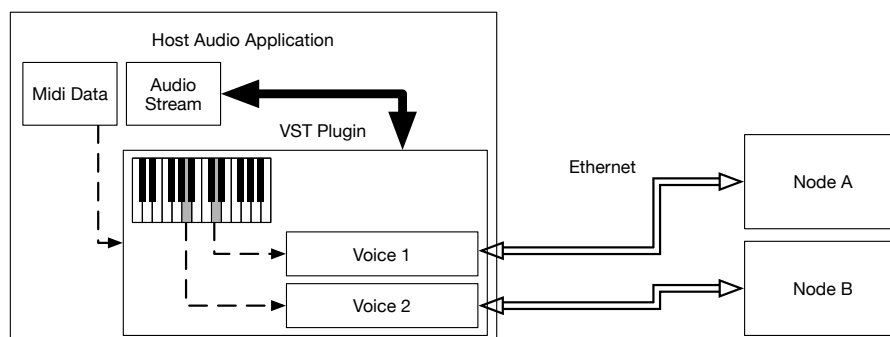 Host Audio Application
Midi Data
Audio
Stream
VST Plugin
Ethernet
Node A
Voice 1
Node B
Voice 2